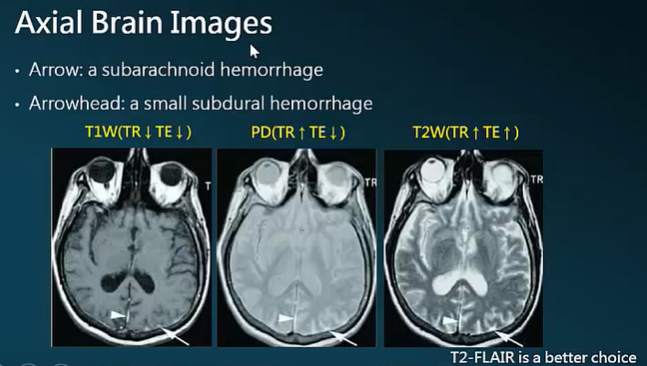 Axial Brain Images
• Arrow: a subarachnoid hemorrhage
• Arrowhead: a small subdural hemorrhage
T1W(TR↓TE↓) PD(TR↑TE↓) T2W(TR↑TE↑)
T TR TR
T2-FLAIR is a better choice